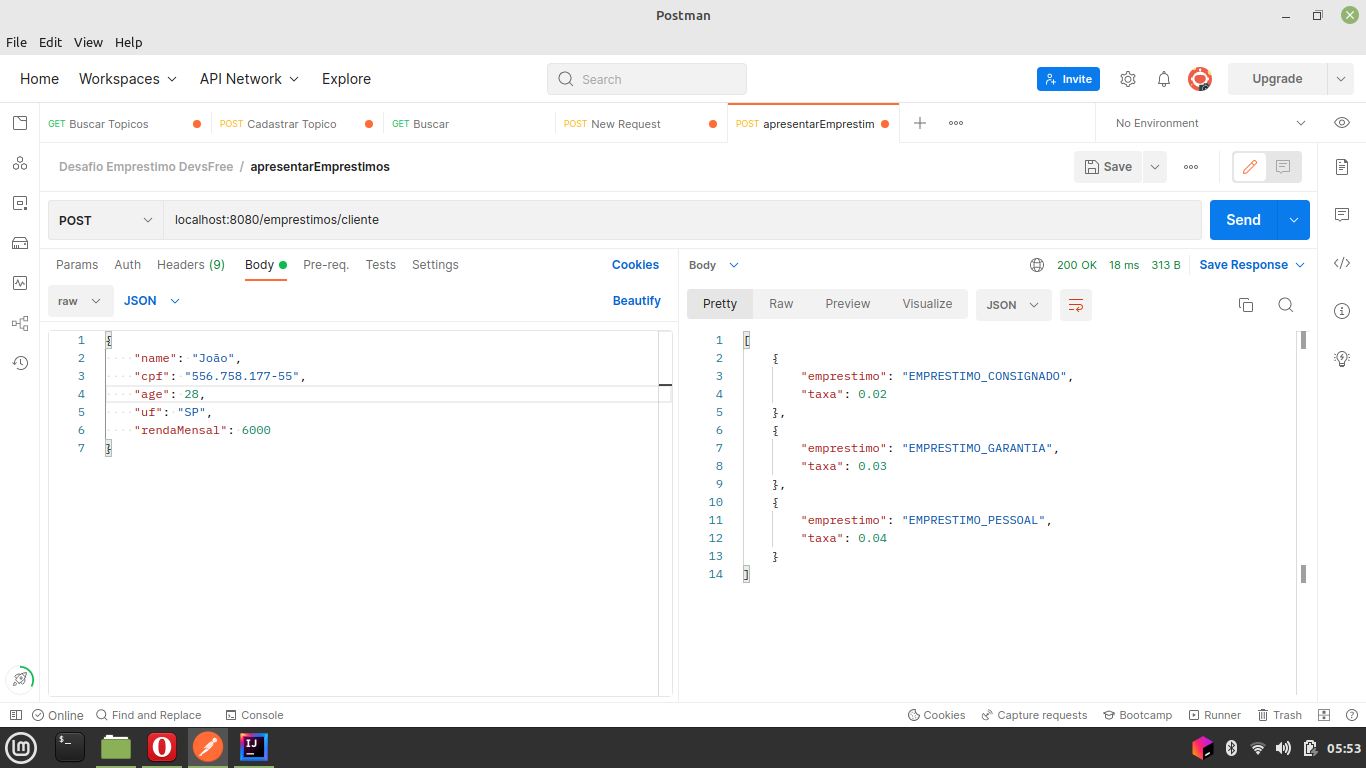 Postman
File Edit View Help
Home Workspaces API Network Explore Search Invite Upgrade
GET Buscar Topicos POST Cadastrar Topico GET Buscar POST New Request POST apresentarEmprestim No Environment
Desafio Emprestimo DevsFree / apresentarEmprestimos Save
POST localhost:8080/emprestimos/cliente Send
Params Auth Headers (9) Body Pre-req. Tests Settings Cookies
raw JSON Beautify
1 {
2 "name": "João",
3 "cpf": "556.758.177-55",
4 "age": 28,
5 "uf": "SP",
6 "rendaMensal": 6000
7 }
Body 200 OK 18 ms 313 B Save Response
Pretty Raw Preview Visualize JSON
1 [
2 {
3 "emprestimo": "EMPRESTIMO_CONSIGNADO",
4 "taxa": 0.02
5 },
6 {
7 "emprestimo": "EMPRESTIMO_GARANTIA",
8 "taxa": 0.03
9 },
10 {
11 "emprestimo": "EMPRESTIMO_PESSOAL",
12 "taxa": 0.04
13 }
14 ]
Online Find and Replace Console Cookies Capture requests Bootcamp Runner Trash
$_ IJ 05:53